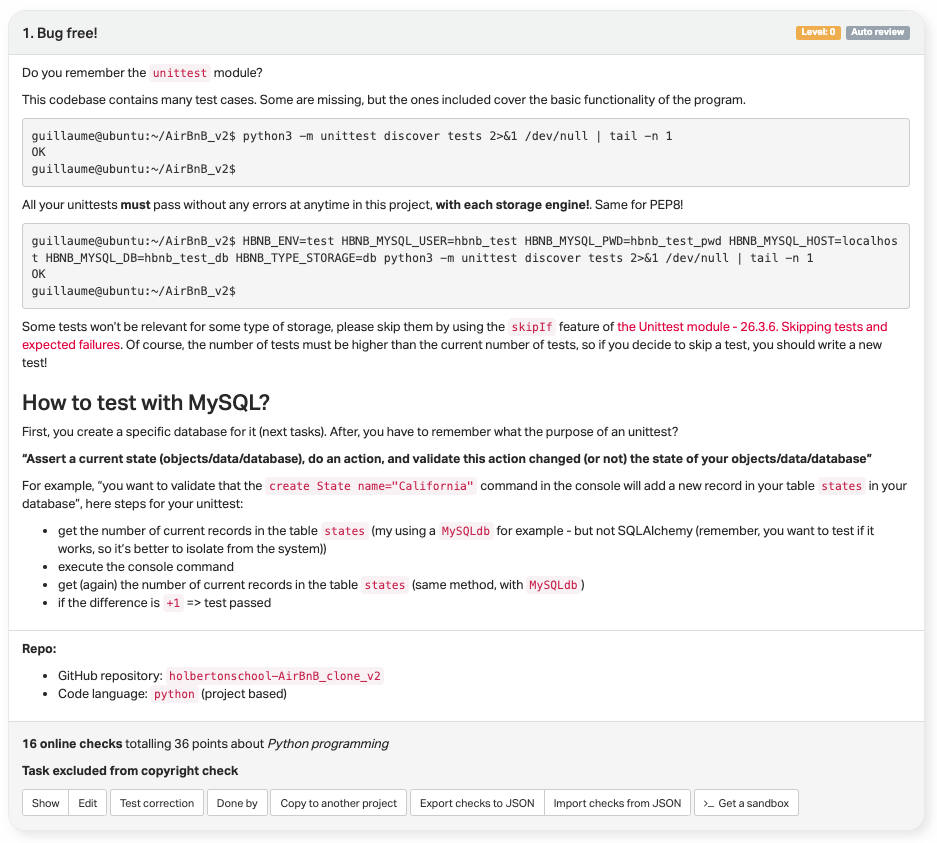 1. Bug free!
Level: 0 Auto review
Do you remember the unittest module?
This codebase contains many test cases. Some are missing, but the ones included cover the basic functionality of the program.
guillaume@ubuntu:~/AirBnB_v2$ python3 -m unittest discover tests 2>&1 /dev/null | tail -n 1
OK
guillaume@ubuntu:~/AirBnB_v2$
All your unittests must pass without any errors at anytime in this project, with each storage engine!. Same for PEP8!
guillaume@ubuntu:~/AirBnB_v2$ HBNB_ENV=test HBNB_MYSQL_USER=hbnb_test HBNB_MYSQL_PWD=hbnb_test_pwd HBNB_MYSQL_HOST=localhos
t HBNB_MYSQL_DB=hbnb_test_db HBNB_TYPE_STORAGE=db python3 -m unittest discover tests 2>&1 /dev/null | tail -n 1
OK
guillaume@ubuntu:~/AirBnB_v2$
Some tests won't be relevant for some type of storage, please skip them by using the skipIf feature of the Unittest module - 26.3.6. Skipping tests and
expected failures. Of course, the number of tests must be higher than the current number of tests, so if you decide to skip a test, you should write a new
test!
How to test with MySQL?
First, you create a specific database for it (next tasks). After, you have to remember what the purpose of an unittest?
“Assert a current state (objects/data/database), do an action, and validate this action changed (or not) the state of your objects/data/database”
For example, “you want to validate that the create State name="California" command in the console will add a new record in your table states in your
database”, here steps for your unittest:
• get the number of current records in the table states (my using a MySQLdb for example - but not SQLAlchemy (remember, you want to test if it
works, so it's better to isolate from the system))
• execute the console command
• get (again) the number of current records in the table states (same method, with MySQLdb)
• if the difference is +1 => test passed
Repo:
• GitHub repository: holbertonschool-AirBnB_clone_v2
• Code language: python (project based)
16 online checks totalling 36 points about Python programming
Task excluded from copyright check
Show Edit Test correction Done by Copy to another project Export checks to JSON Import checks from JSON >_ Get a sandbox